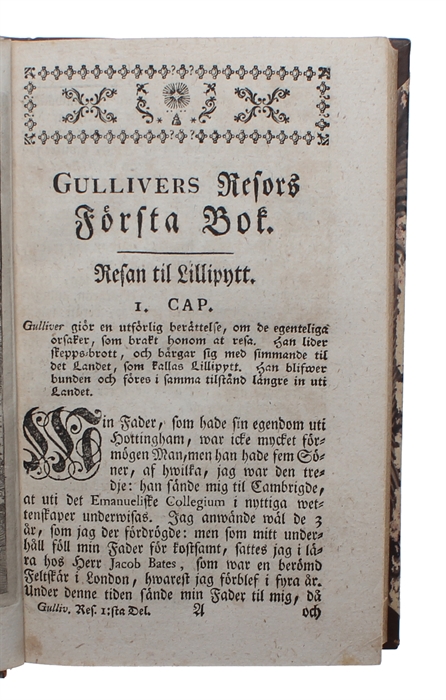 GULLIVERS Resors
Första Bok.
Resan til Lillipytt.
1. CAP.
Gulliver giör en utförlig berättelse, om de egenteliga
orsaker, som brakt honom at resa. Han lider
skepps-brott, och bärgar sig med simmande til
det Landet, som kallas Lillipytt. Han blifwer
bunden och föres i samma tilstånd längre in uti
Landet.
Min Fader, som hade sin egendom uti
Hottingham, war icke mycket för-
mögen Man, men han hade fem Sö-
ner, af hwilka, jag war den tre-
dje: han sände mig til Cambrigde,
at uti det Emanueliske Collegium i nyttiga wet-
tenskaper underwisas. Jag anwände wäl de 3
år, som jag der fördrögde: men som mitt under-
håll föll min Fader för kostsamt, sattes jag i lä-
ra hos Herr Jacob Bates, som war en berömd
Feltskär i London, hwarest jag förblef i fyra år.
Under denne tiden sände min Fader til mig, då
Gulliv. Res. 1:sta Del. A och